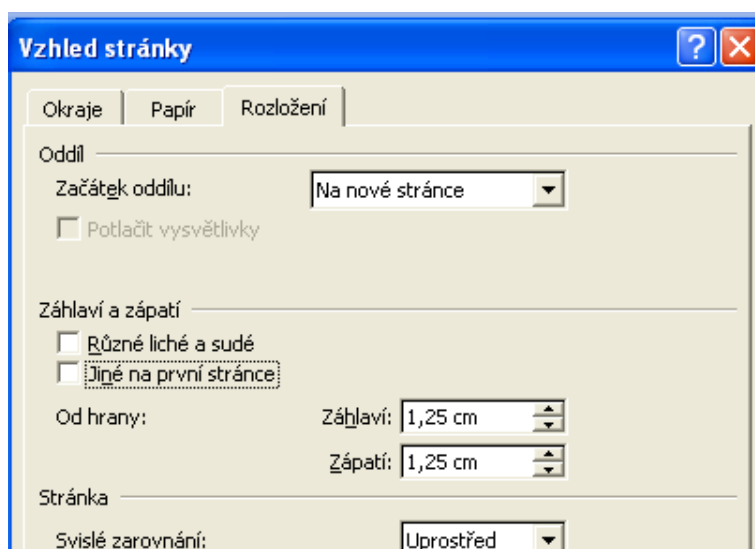 Vzhled stránky
Okraje Papír Rozložení
Oddíl
Začátek oddílu: Na nové stránce
Potlačit vysvětlivky
Záhlaví a zápatí
Různé liché a sudé
Jiné na první stránce
Od hrany: Záhlaví: 1,25 cm
Zápatí: 1,25 cm
Stránka
Svislé zarovnání: Uprostřed